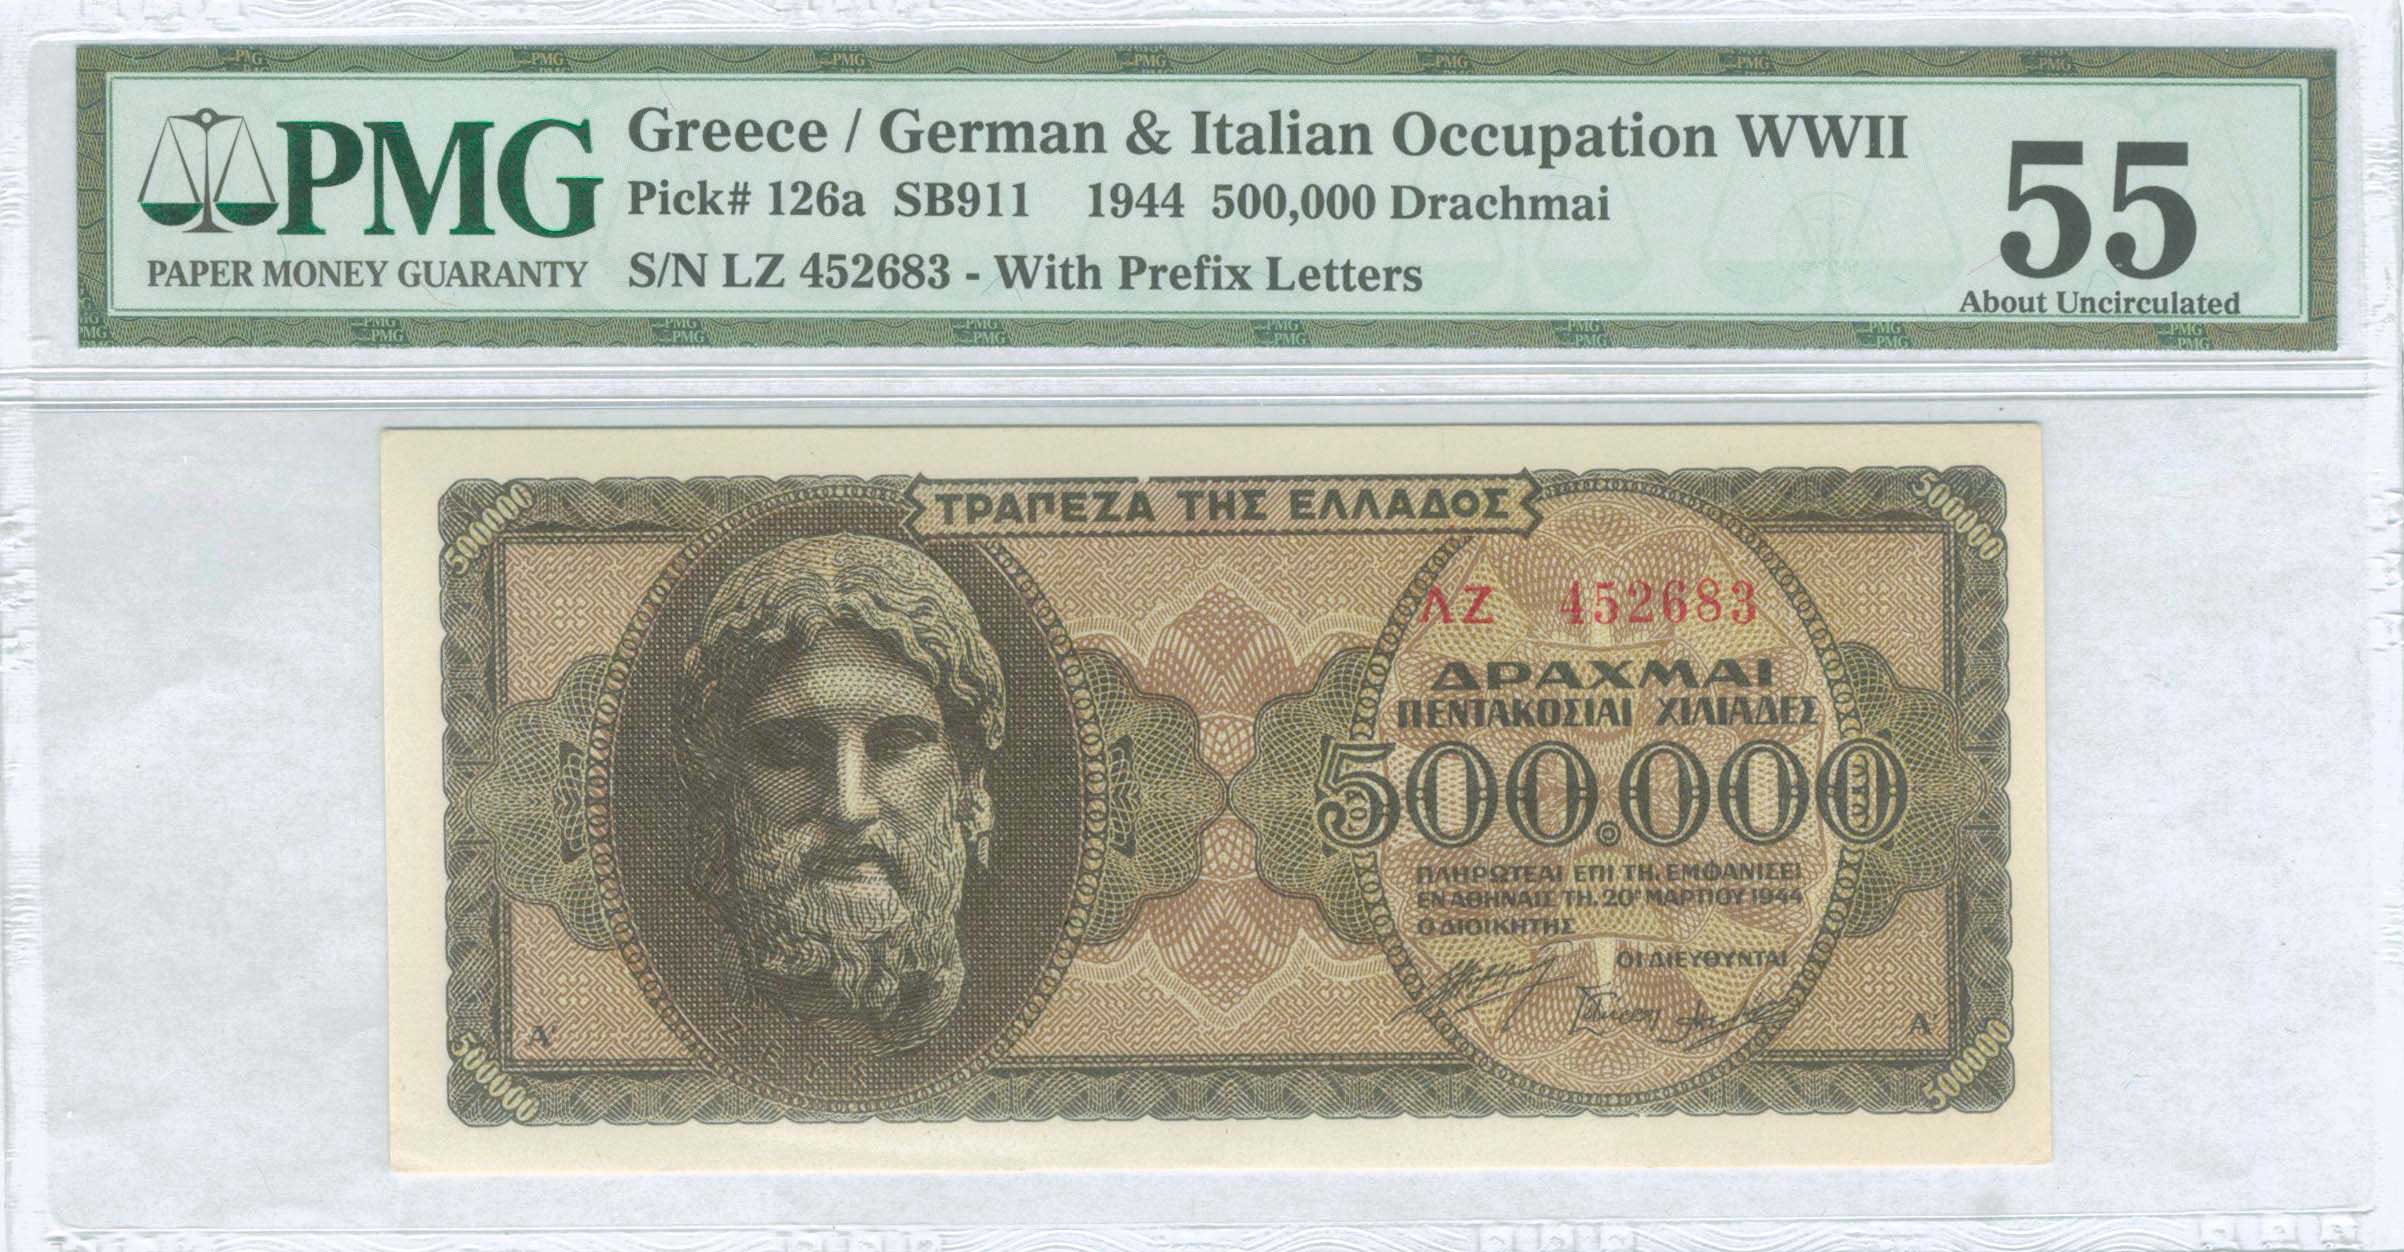 PMG
PAPER MONEY GUARANTY
Greece / German & Italian Occupation WWII
Pick# 126a SB911 1944 500,000 Drachmai
S/N LZ 452683 - With Prefix Letters
55
About Uncirculated
ΤΡΑΠΕΖΑ ΤΗΣ ΕΛΛΑΔΟΣ
500000
500000
ΛΖ 452683
ΔΡΑΧΜΑΙ
ΠΕΝΤΑΚΟΣΙΑΙ ΧΙΛΙΑΔΕΣ
500.000
ΠΛΗΡΩΤΕΑΙ ΕΠΙ ΤΗ. ΕΜΦΑΝΙΣΕΙ
ΕΝ ΑΘΗΝΑΙΣ ΤΗ. 20ῌ ΜΑΡΤΙΟΥ 1944
Ο ΔΙΟΙΚΗΤΗΣ
ΟΙ ΔΙΕΥΘΥΝΤΑΙ
ΖΕΥΣ
Α
Α
500000
500000